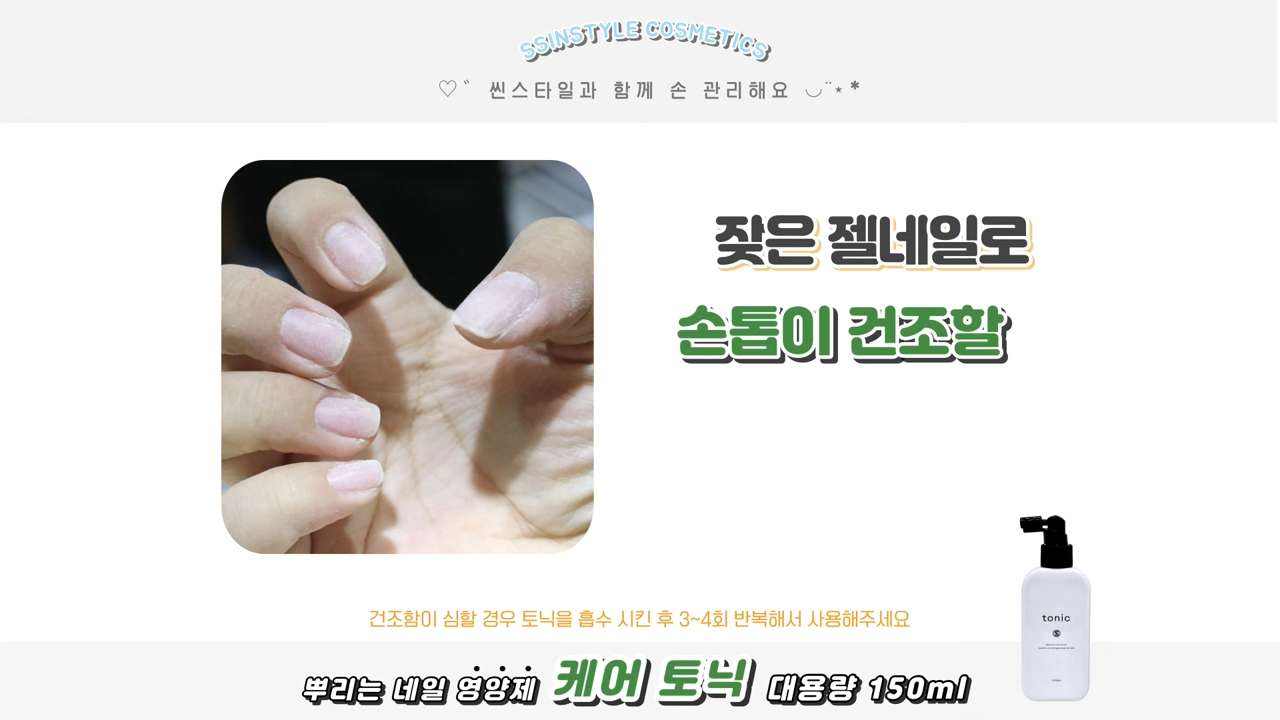 SSINSTYLE COSMETICS
♡ ༘ 씬스타일과 함께 손 관리해요 ◡̈⋆*
잦은 젤네일로
손톱이 건조할
건조함이 심할 경우 토닉을 흡수 시킨 후 3~4회 반복해서 사용해주세요
tonic
뿌리는 네일 영양제 케어 토닉 대용량 150ml